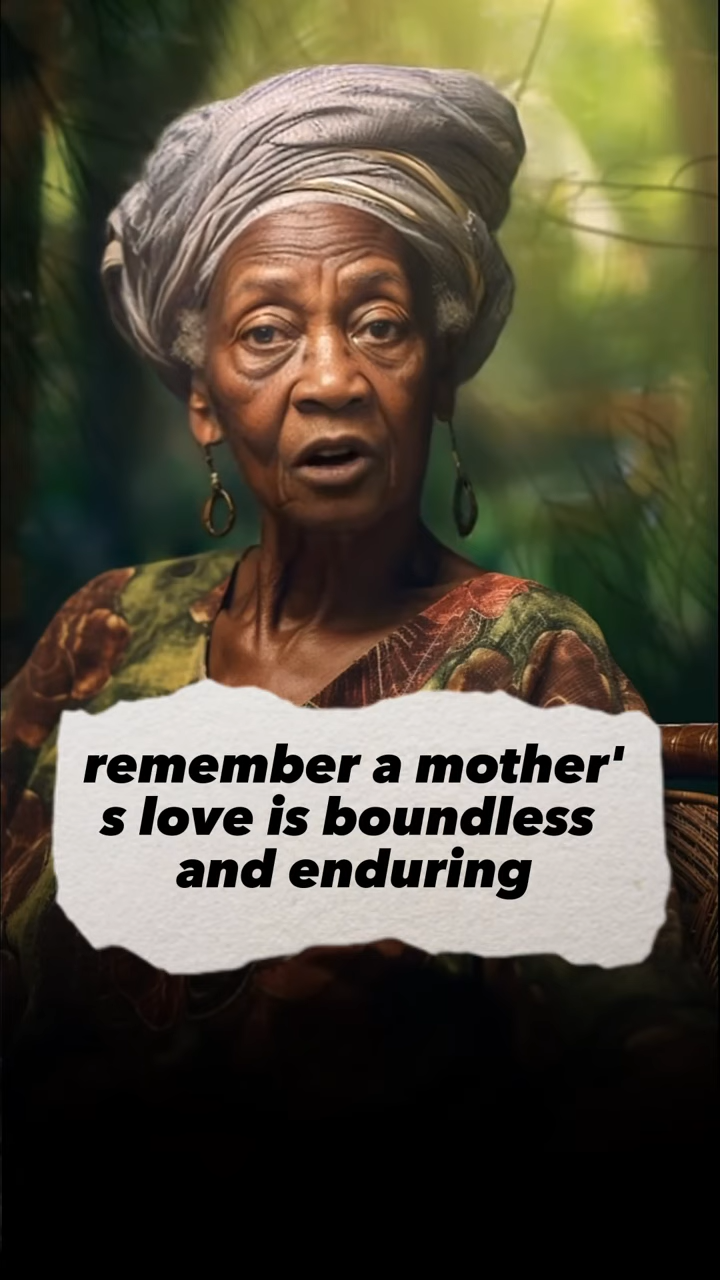 remember a mother'
s love is boundless
and enduring